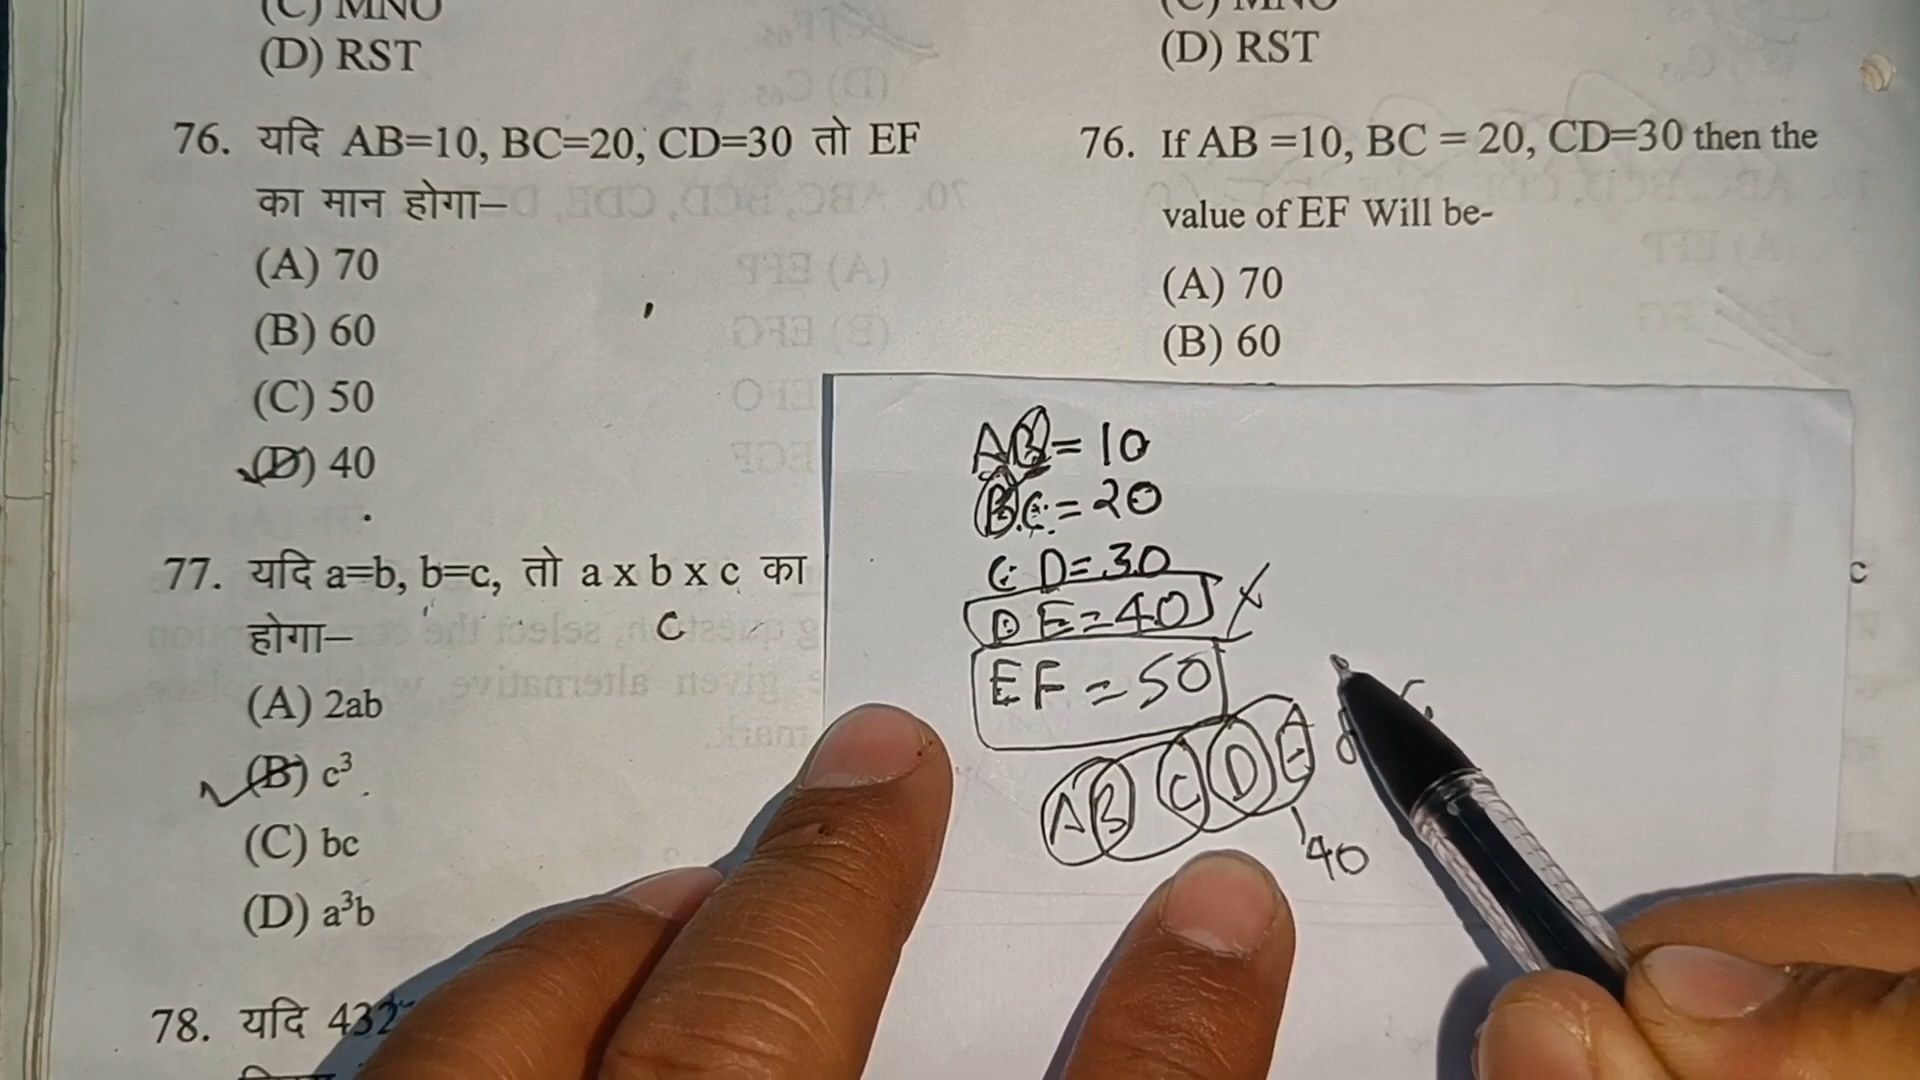 (C) MNO
(D) RST
76. यदि AB=10, BC=20, CD=30 तो EF
का मान होगा–
(A) 70
(B) 60
(C) 50
(D) 40
77. यदि a=b, b=c, तो a x b x c का
होगा–
c
(A) 2ab
(B) c³
(C) bc
(D) a³b
78. यदि 432
(C) MNO
(D) RST
76. If AB =10, BC = 20, CD=30 then the
value of EF Will be-
(A) 70
(B) 60
c
AB=10
BC=20
CD=30
DE=40
EF=50
AB C D E
40